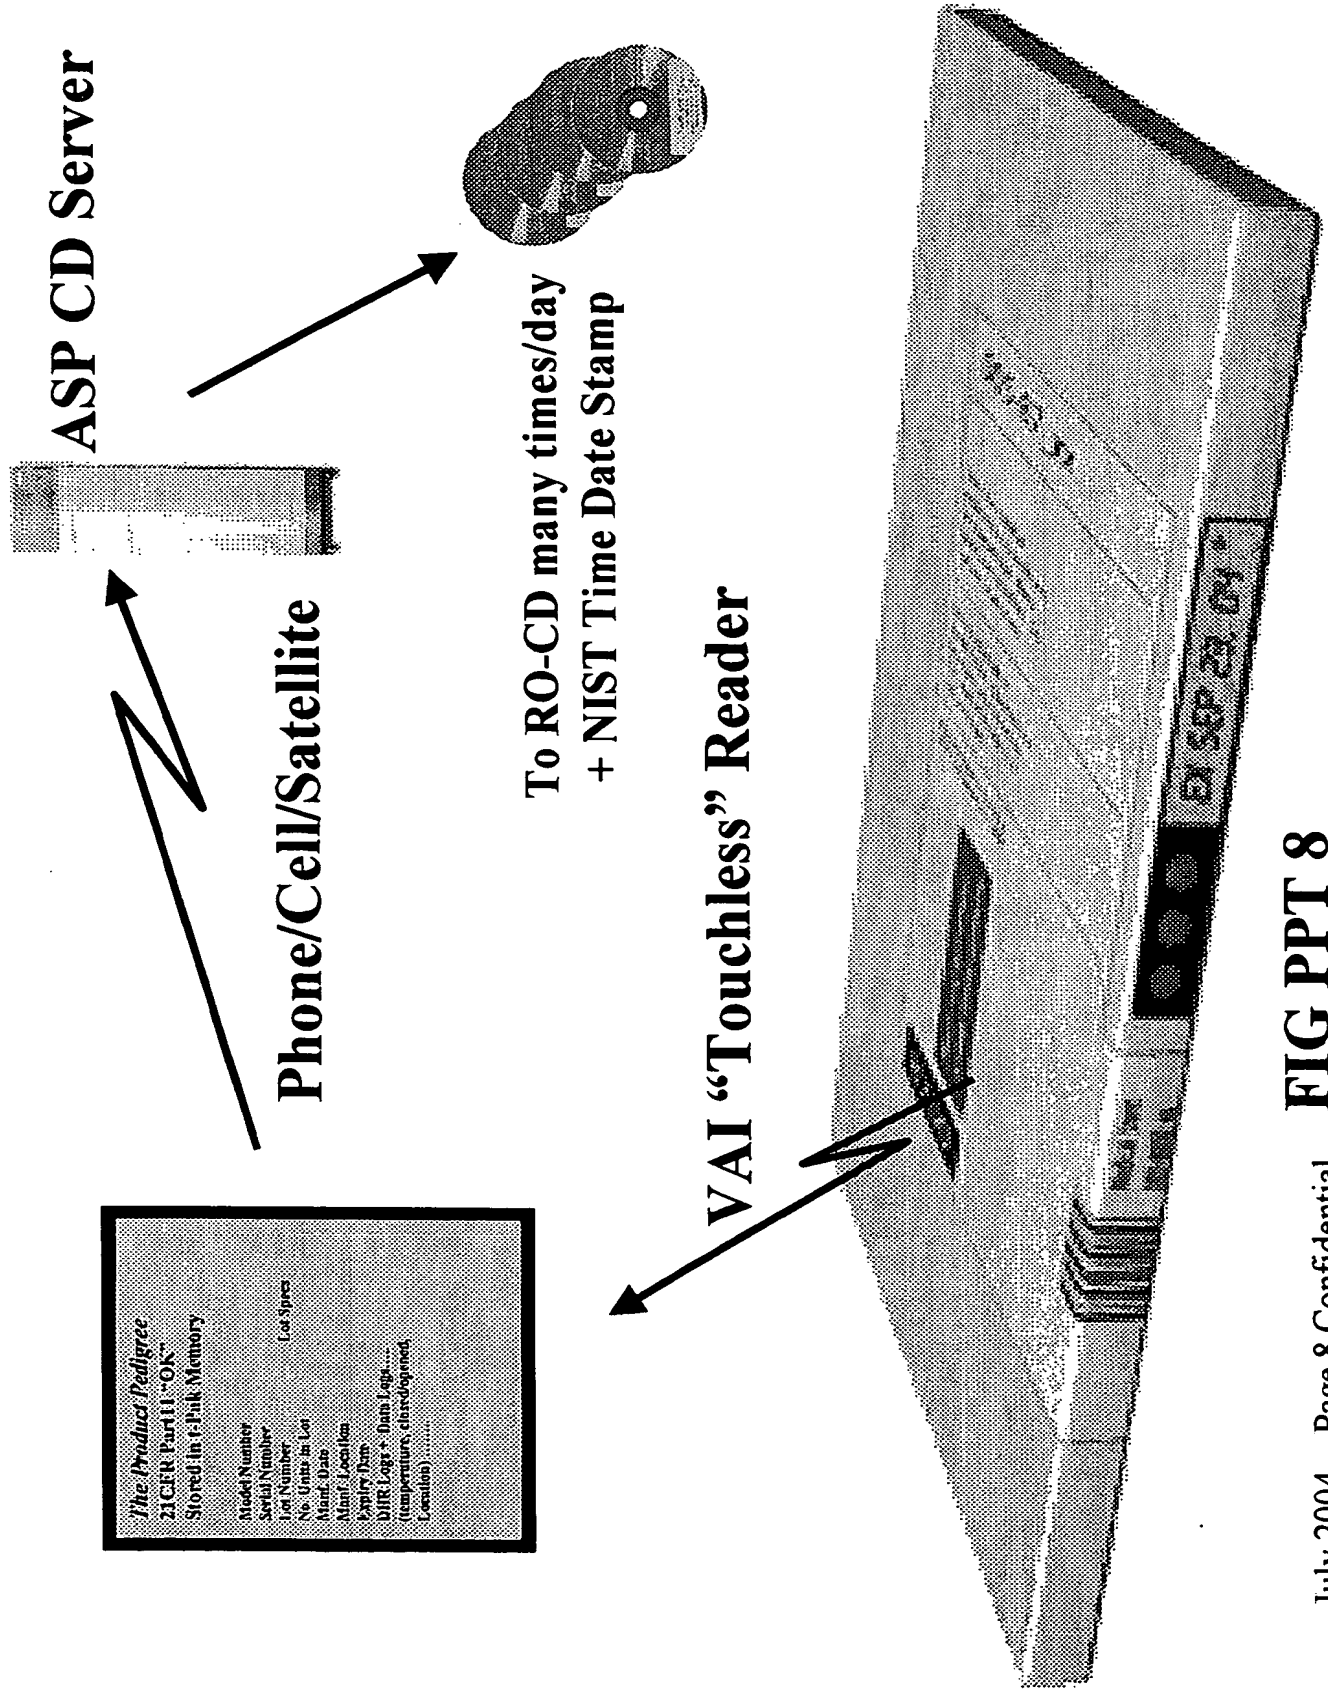 The Product Pedigree
21CFR Part 11 "OK"
Stored In t-Pak Memory
Model Number
Serial Number
Lot Number Lot Specs
No. Units in Lot
Manf. Date
Manf. Location
Expiry Date
DHR Logs + Data Logs....
(temperature, closed/opened,
Location)
Phone/Cell/Satellite
ASP CD Server
To RO-CD many times/day
+ NIST Time Date Stamp
VAI “Touchless” Reader
SEP 23, 04
July 2004 Page 8 Confidential
FIG PPT 8